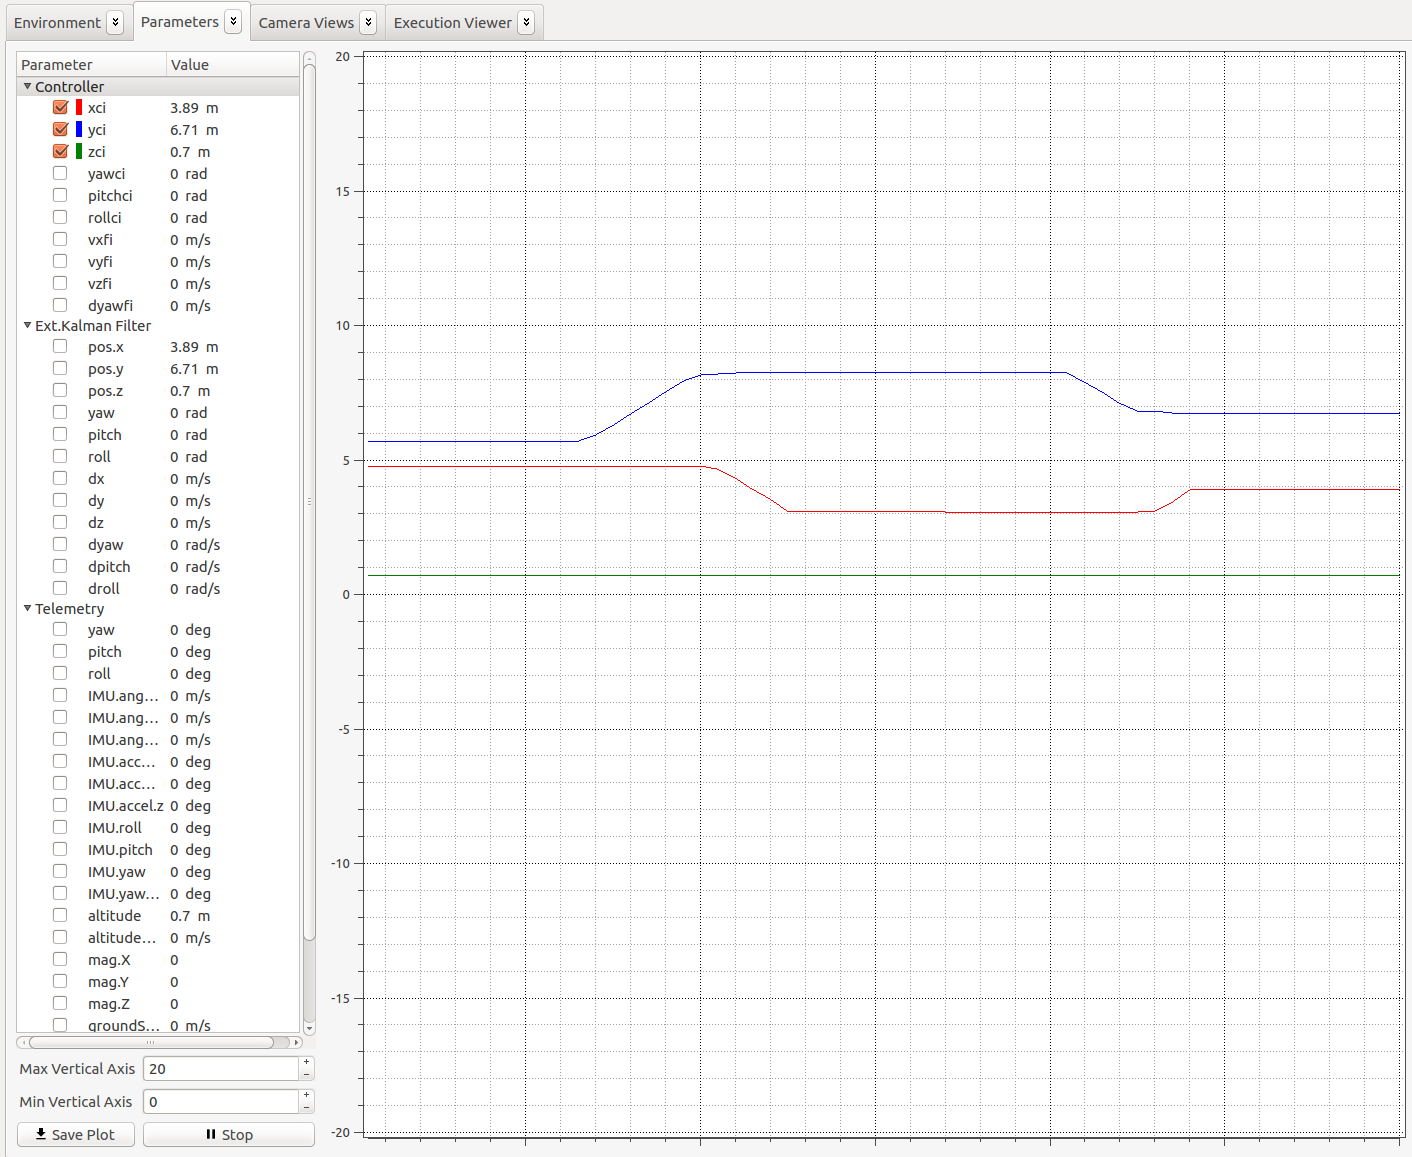 Environment Parameters Camera Views Execution Viewer
Parameter Value
Controller
xci 3.89 m
yci 6.71 m
zci 0.7 m
yawci 0 rad
pitchci 0 rad
rollci 0 rad
vxfi 0 m/s
vyfi 0 m/s
vzfi 0 m/s
dyawfi 0 m/s
Ext.Kalman Filter
pos.x 3.89 m
pos.y 6.71 m
pos.z 0.7 m
yaw 0 rad
pitch 0 rad
roll 0 rad
dx 0 m/s
dy 0 m/s
dz 0 m/s
dyaw 0 rad/s
dpitch 0 rad/s
droll 0 rad/s
Telemetry
yaw 0 deg
pitch 0 deg
roll 0 deg
IMU.ang... 0 m/s
IMU.ang... 0 m/s
IMU.ang... 0 m/s
IMU.acc... 0 deg
IMU.acc... 0 deg
IMU.accel.z 0 deg
IMU.roll 0 deg
IMU.pitch 0 deg
IMU.yaw 0 deg
IMU.yaw... 0 deg
altitude 0.7 m
altitude... 0 m/s
mag.X 0
mag.Y 0
mag.Z 0
groundS... 0 m/s
Max Vertical Axis 20
Min Vertical Axis 0
Save Plot Stop
20
15
10
5
0
-5
-10
-15
-20